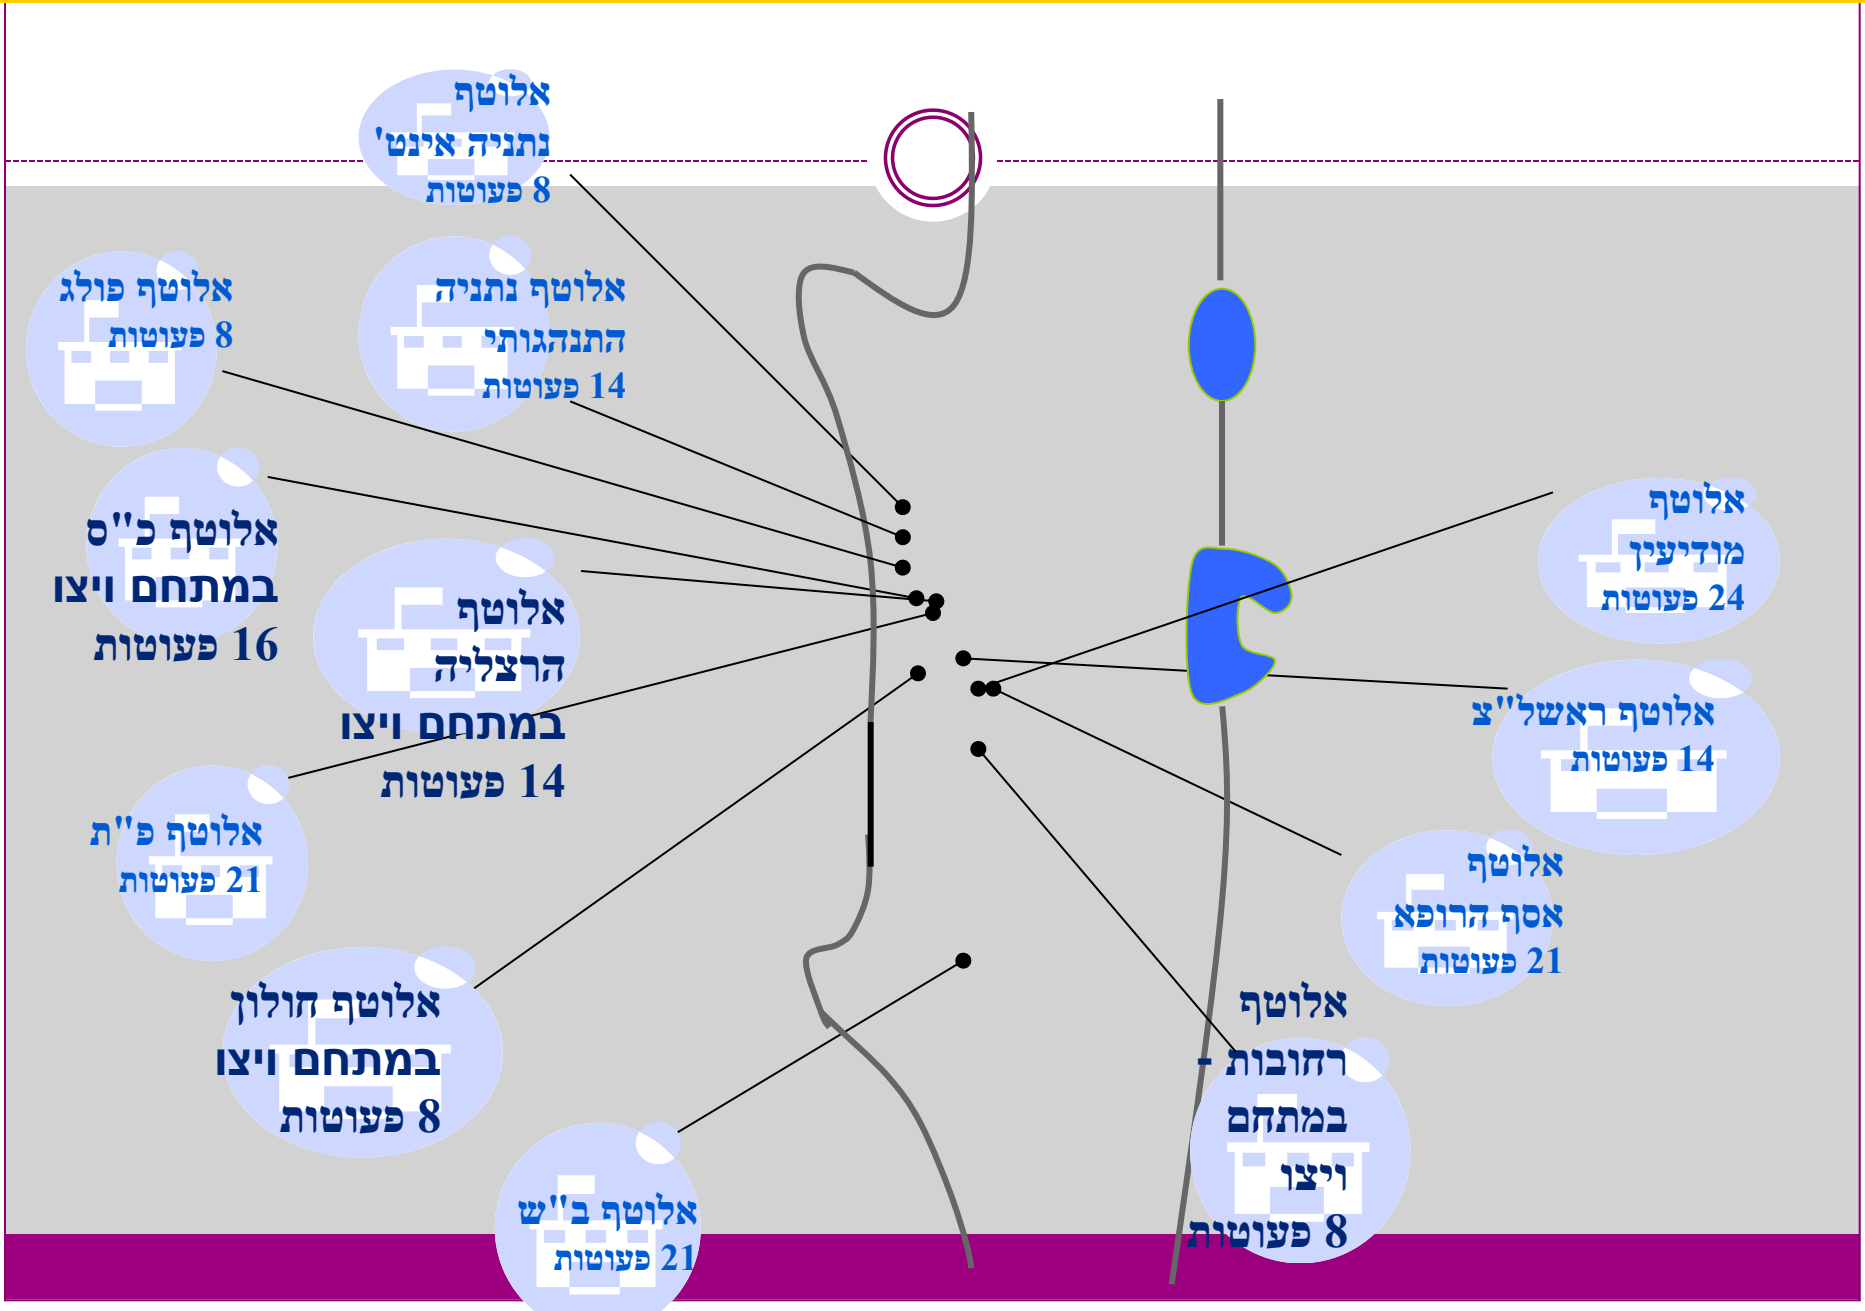 אלוטף
נתניה אינט'
8 פעוטות
אלוטף נתניה
התנהגותי
14 פעוטות
אלוטף פולג
8 פעוטות
אלוטף כ"ס
במתחם ויצו
16 פעוטות
אלוטף
הרצליה
במתחם ויצו
14 פעוטות
אלוטף פ"ת
21 פעוטות
אלוטף חולון
במתחם ויצו
8 פעוטות
אלוטף ב"ש
21 פעוטות
אלוטף
מודיעין
24 פעוטות
אלוטף ראשל"צ
14 פעוטות
אלוטף
אסף הרופא
21 פעוטות
אלוטף
רחובות -
במתחם
ויצו
8 פעוטות